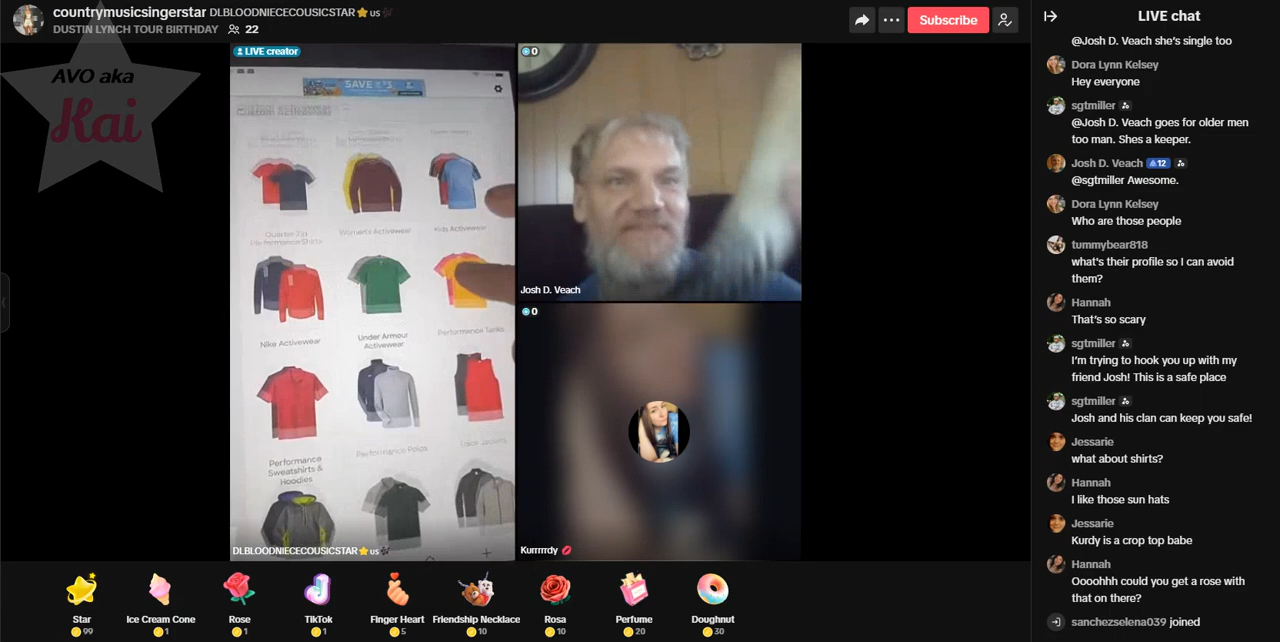 countrymusicsingerstar DLBLOODNIECECOUSICSTAR⭐us
DUSTIN LYNCH TOUR BIRTHDAY 22
Subscribe
AVO aka
Kai
LIVE creator
SAVE $5
Quarter Zip
Performance Shirts
Women's Activewear
Kids Activewear
Nike Activewear
Under Armour
Activewear
Performance Tanks
Performance
Sweatshirts &
Hoodies
Performance Polos
Track Jackets
DLBLOODNIECECOUSICSTAR⭐us
0
Josh D. Veach
0
Kurrrrrdy 💋
Star
99
Ice Cream Cone
1
Rose
1
TikTok
1
Finger Heart
5
Friendship Necklace
10
Rosa
10
Perfume
20
Doughnut
30
LIVE chat
@Josh D. Veach she's single too
Dora Lynn Kelsey
Hey everyone
sgtmiller
@Josh D. Veach goes for older men
too man. Shes a keeper.
Josh D. Veach 12
@sgtmiller Awesome.
Dora Lynn Kelsey
Who are those people
tummybear818
what's their profile so I can avoid
them?
Hannah
That's so scary
sgtmiller
I'm trying to hook you up with my
friend Josh! This is a safe place
sgtmiller
Josh and his clan can keep you safe!
Jessarie
what about shirts?
Hannah
I like those sun hats
Jessarie
Kurdy is a crop top babe
Hannah
Oooohhh could you get a rose with
that on there?
sanchezselena039 joined